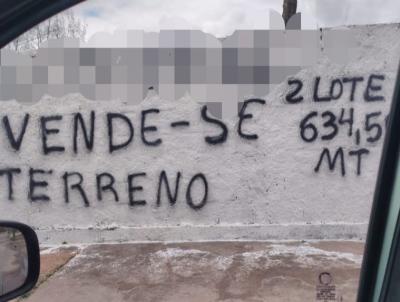 VENDE-SE
TERRENO
2 LOTE
634,5
MT